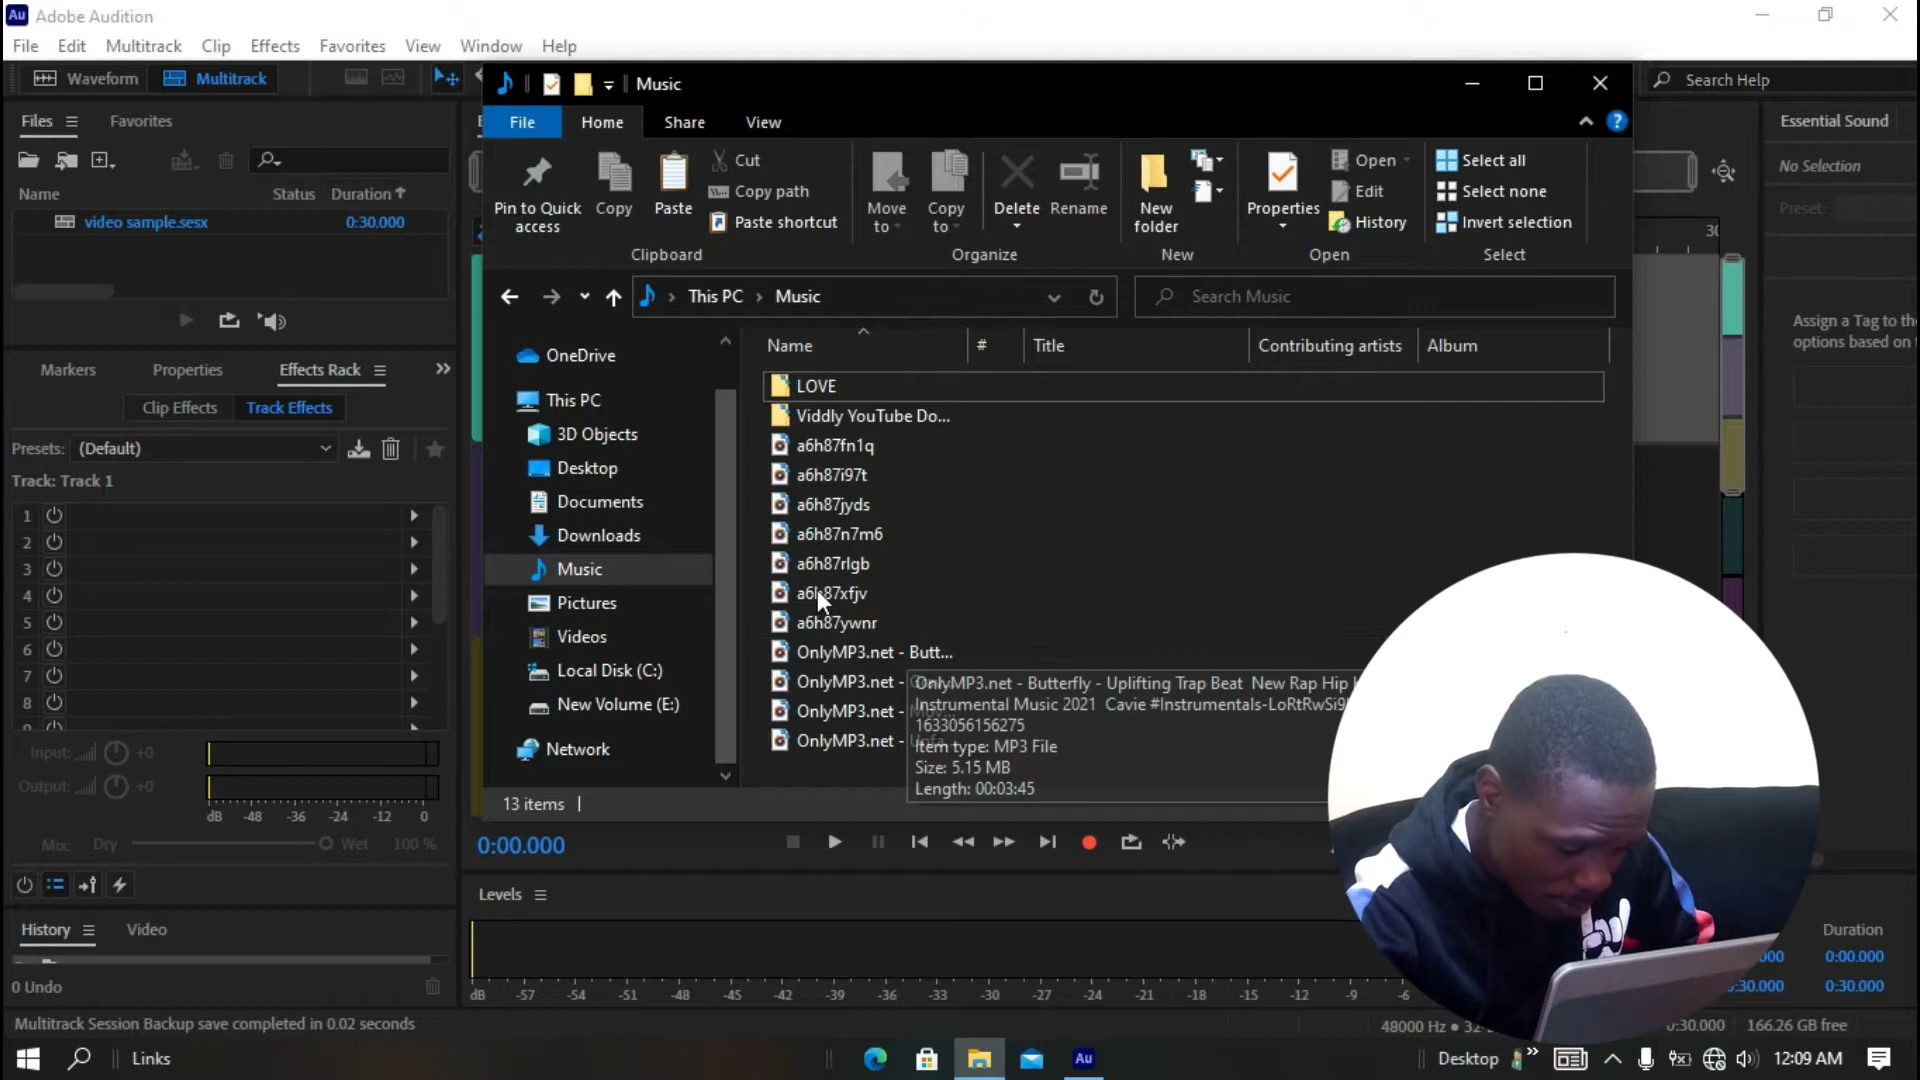 Au Adobe Audition
File Edit Multitrack Clip Effects Favorites View Window Help
Waveform Multitrack
Search Help
Music
File Home Share View
Files Favorites
Essential Sound
No Selection
Preset:
Name Status Duration
video sample.sesx 0:30.000
Pin to Quick access Copy Paste
Cut
Copy path
Paste shortcut
Move to Copy to Delete Rename
New folder
Properties
Open
Edit
History
Select all
Select none
Invert selection
Clipboard Organize New Open Select
30
This PC Music
Search Music
Name # Title Contributing artists Album
OneDrive
This PC
3D Objects
Desktop
Documents
Downloads
Music
Pictures
Videos
Local Disk (C:)
New Volume (E:)
Network
LOVE
Viddly YouTube Do...
a6h87fn1q
a6h87i97t
a6h87jyds
a6h87n7m6
a6h87rlgb
a6h87xfjv
a6h87ywnr
OnlyMP3.net - Butt...
OnlyMP3.net -
OnlyMP3.net -
OnlyMP3.net -
OnlyMP3.net - Butterfly - Uplifting Trap Beat New Rap Hip
Instrumental Music 2021 Cavie #Instrumentals-LoRtRwSi9
1633056156275
Item type: MP3 File
Size: 5.15 MB
Length: 00:03:45
13 items
Assign a Tag to the
options based on
Markers Properties Effects Rack
Clip Effects Track Effects
Presets: (Default)
Track: Track 1
1
2
3
4
5
6
7
8
Input: +0
Output: +0
dB -48 -36 -24 -12 0
Mix: Dry Wet 100 %
0:00.000
Levels
dB -57 -54 -51 -48 -45 -42 -39 -36 -33 -30 -27 -24 -21 -18 -15 -12 -9 -6
History Video
0 Undo
Duration
0:00.000
0:30.000
Multitrack Session Backup save completed in 0.02 seconds
48000 Hz ● 32-
0:30.000 166.26 GB free
Links
Au
Desktop
12:09 AM